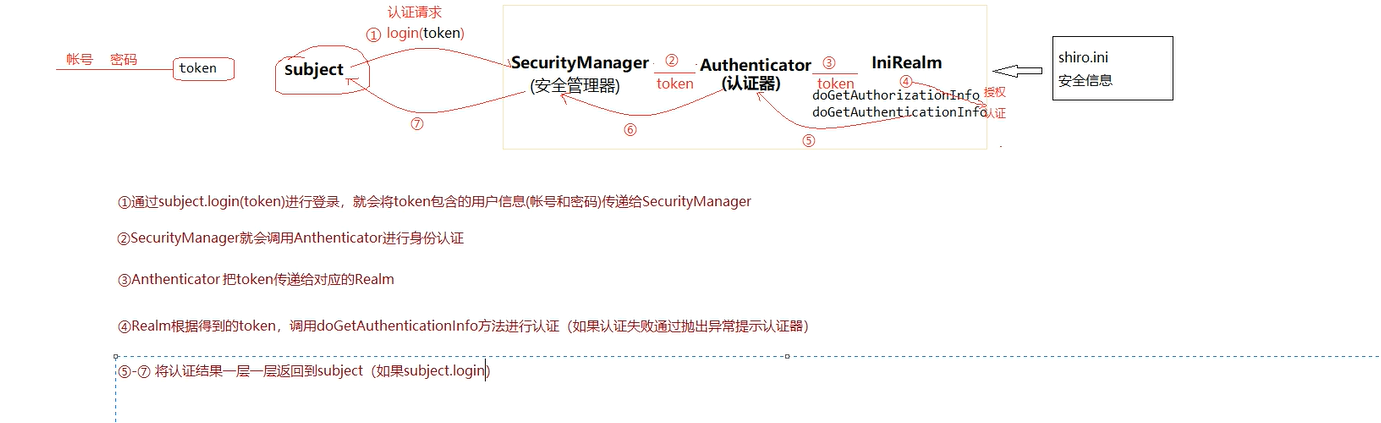 认证请求
① login(token)
帐号 密码
token
subject
SecurityManager
(安全管理器)
②
token
Authenticator
(认证器)
③
token
IniRealm
④
doGetAuthorizationInfo 授权
doGetAuthenticationInfo 认证
shiro.ini
安全信息
⑦
⑥
⑤
①通过subject.login(token)进行登录，就会将token包含的用户信息(帐号和密码)传递给SecurityManager
②SecurityManager就会调用Anthenticator进行身份认证
③Anthenticator 把token传递给对应的Realm
④Realm根据得到的token，调用doGetAuthenticationInfo方法进行认证（如果认证失败通过抛出异常提示认证器）
⑤-⑦ 将认证结果一层一层返回到subject（如果subject.login）